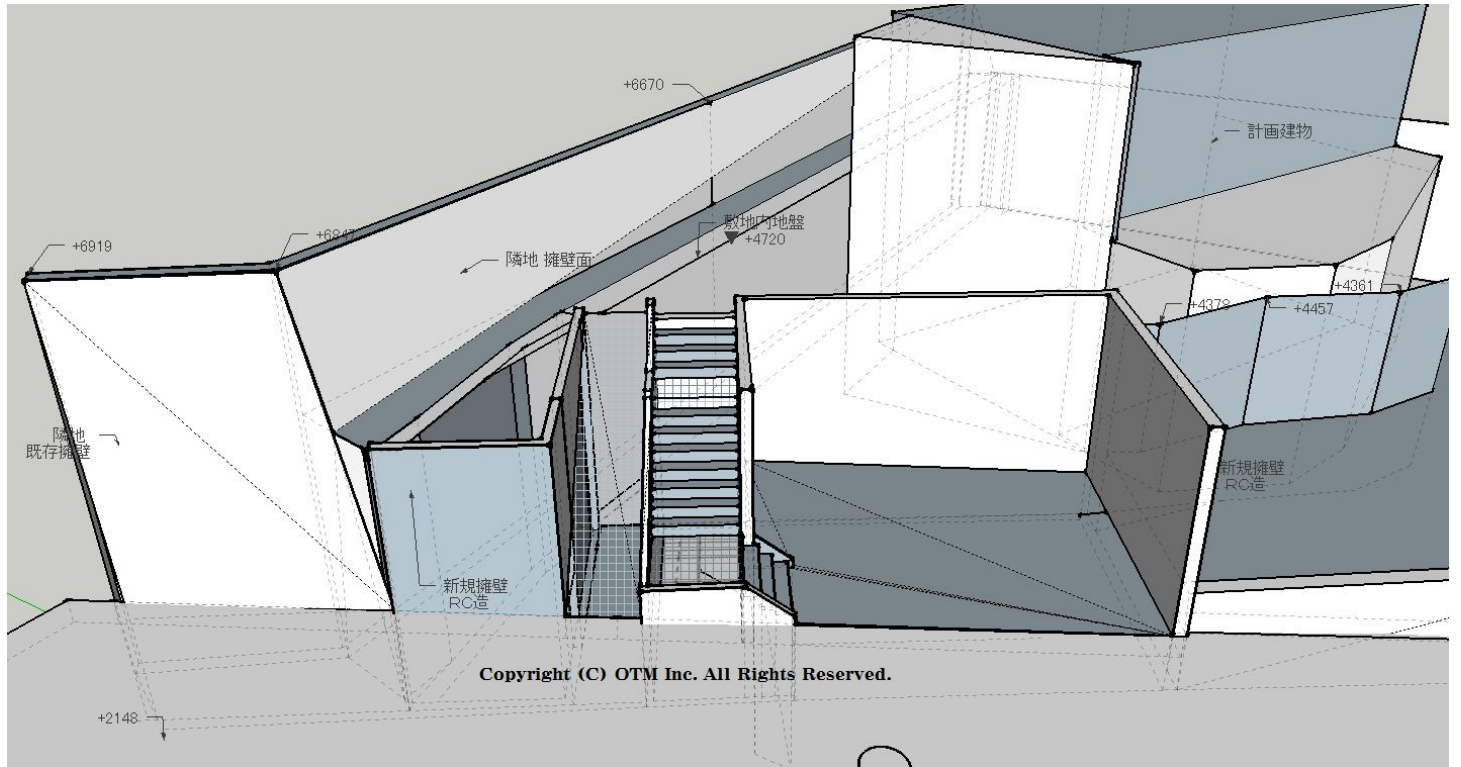 +6670
計画建物
敷地内地盤
+4720
+6847
+6919
隣地 擁壁面
+4361
+4378
+4457
隣地
既存擁壁
新規擁壁
RC造
新規擁壁
RC造
Copyright (C) OTM Inc. All Rights Reserved.
+2148